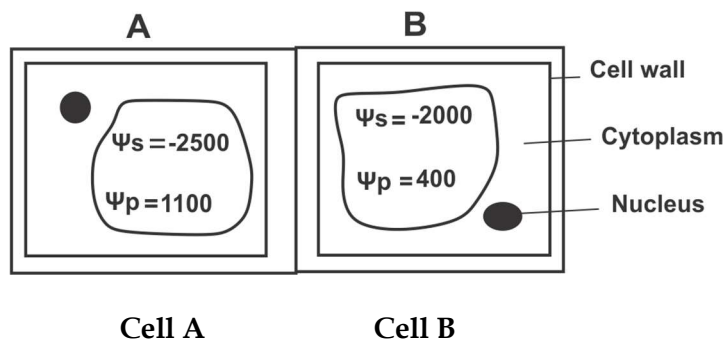 A
B
Ψs = -2500
Ψp = 1100
Ψs = -2000
Ψp = 400
Cell wall
Cytoplasm
Nucleus
Cell A
Cell B